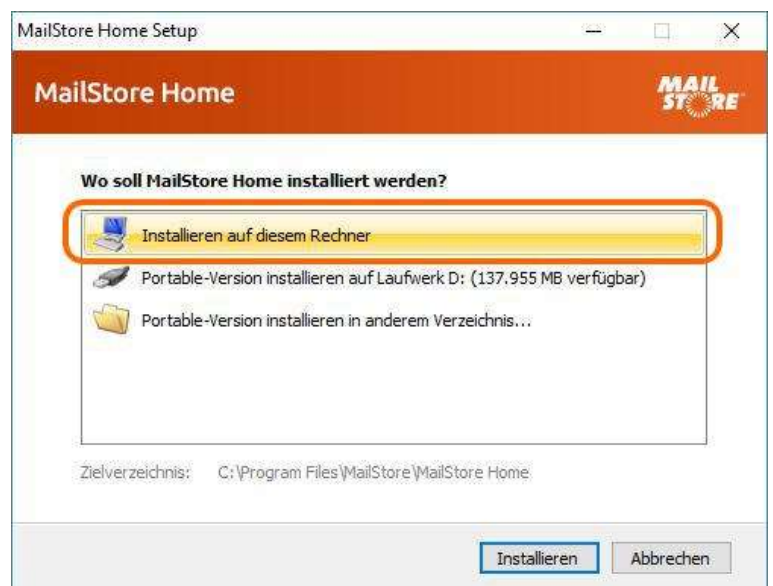 MailStore Home Setup
MailStore Home
MAIL
STORE
Wo soll MailStore Home installiert werden?
Installieren auf diesem Rechner
Portable-Version installieren auf Laufwerk D: (137.955 MB verfügbar)
Portable-Version installieren in anderem Verzeichnis...
Zielverzeichnis: C:\Program Files\MailStore\MailStore Home
Installieren Abbrechen